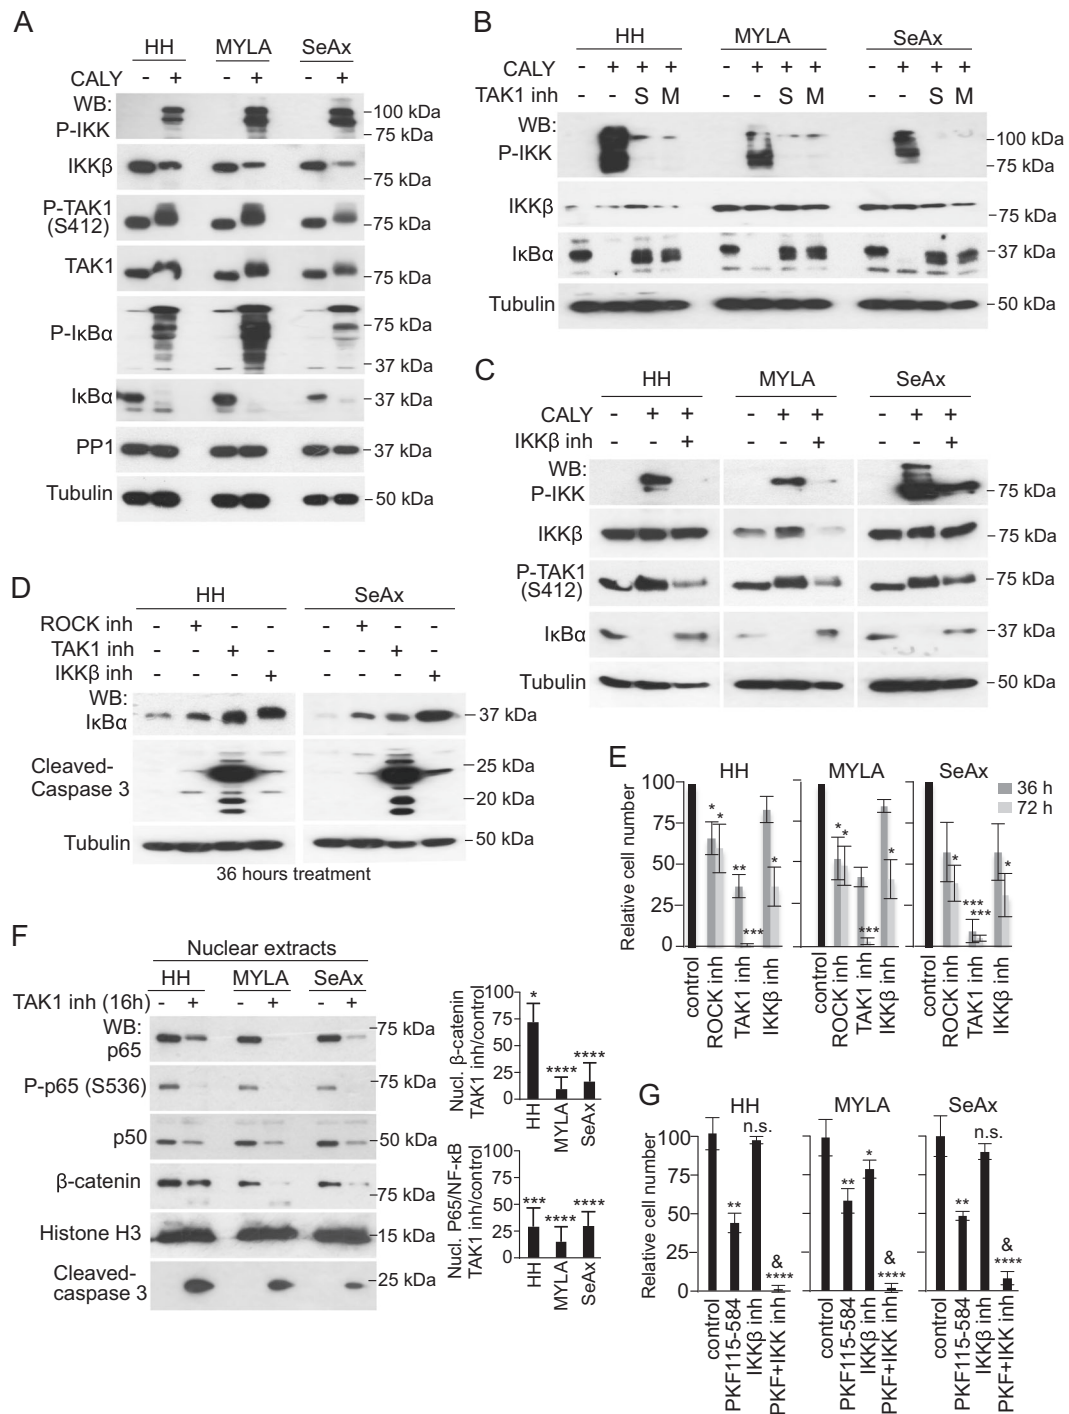 A
HH MYLA SeAx
CALY - + - + - +
WB:
P-IKK
100 kDa
75 kDa
IKKβ
75 kDa
P-TAK1
(S412)
75 kDa
TAK1
75 kDa
P-IκBα
75 kDa
37 kDa
IκBα
37 kDa
PP1
37 kDa
Tubulin
50 kDa
B
HH MYLA SeAx
CALY - + + + - + + + - + + +
TAK1 inh - - S M - - S M - - S M
WB:
P-IKK
100 kDa
75 kDa
IKKβ
75 kDa
IκBα
37 kDa
Tubulin
50 kDa
C
HH MYLA SeAx
CALY - + + - + + - + +
IKKβ inh - - + - - + - - +
WB:
P-IKK
75 kDa
IKKβ
75 kDa
P-TAK1
(S412)
75 kDa
IκBα
37 kDa
Tubulin
50 kDa
D
HH SeAx
ROCK inh - + - - - + - -
TAK1 inh - - + - - - + -
IKKβ inh - - - + - - - +
WB:
IκBα
37 kDa
Cleaved-
Caspase 3
25 kDa
20 kDa
Tubulin
50 kDa
36 hours treatment
E
HH MYLA SeAx
36 h
72 h
Relative cell number
100
75
50
25
0
* * ** *** *
* * *** *
* *** *** *
control ROCK inh TAK1 inh IKKβ inh
control ROCK inh TAK1 inh IKKβ inh
control ROCK inh TAK1 inh IKKβ inh
F
Nuclear extracts
HH MYLA SeAx
TAK1 inh (16h) - + - + - +
WB:
p65
75 kDa
P-p65 (S536)
75 kDa
p50
50 kDa
β-catenin
75 kDa
Histone H3
15 kDa
Cleaved-
caspase 3
25 kDa
Nucl. β-catenin
TAK1 inh/control
100
75
50
25
0
* **** ****
HH MYLA SeAx
Nucl. P65/NF-κB
TAK1 inh/control
100
75
50
25
0
*** **** ****
HH MYLA SeAx
G
HH MYLA SeAx
Relative cell number
100
75
50
25
0
** n.s. & ****
** * & ****
** n.s. & ****
control PKF115-584 IKKβ inh PKF+IKK inh
control PKF115-584 IKKβ inh PKF+IKK inh
control PKF115-584 IKKβ inh PKF+IKK inh